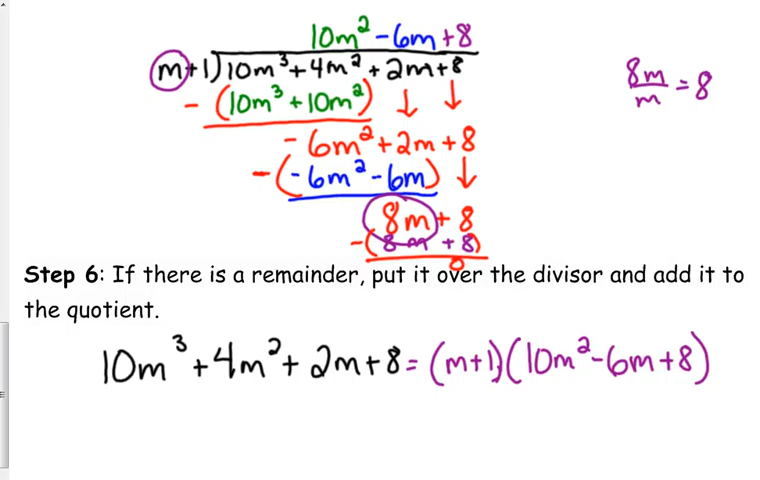 10m² - 6m + 8
m+1)10m³ + 4m² + 2m + 8
8m/m = 8
- (10m³ + 10m²) ↓ ↓
- 6m² + 2m + 8
-(-6m² - 6m) ↓
8m + 8
-(8m + 8)
0
Step 6: If there is a remainder, put it over the divisor and add it to
the quotient.
10m³ + 4m² + 2m + 8 = (m+1)(10m² - 6m + 8)